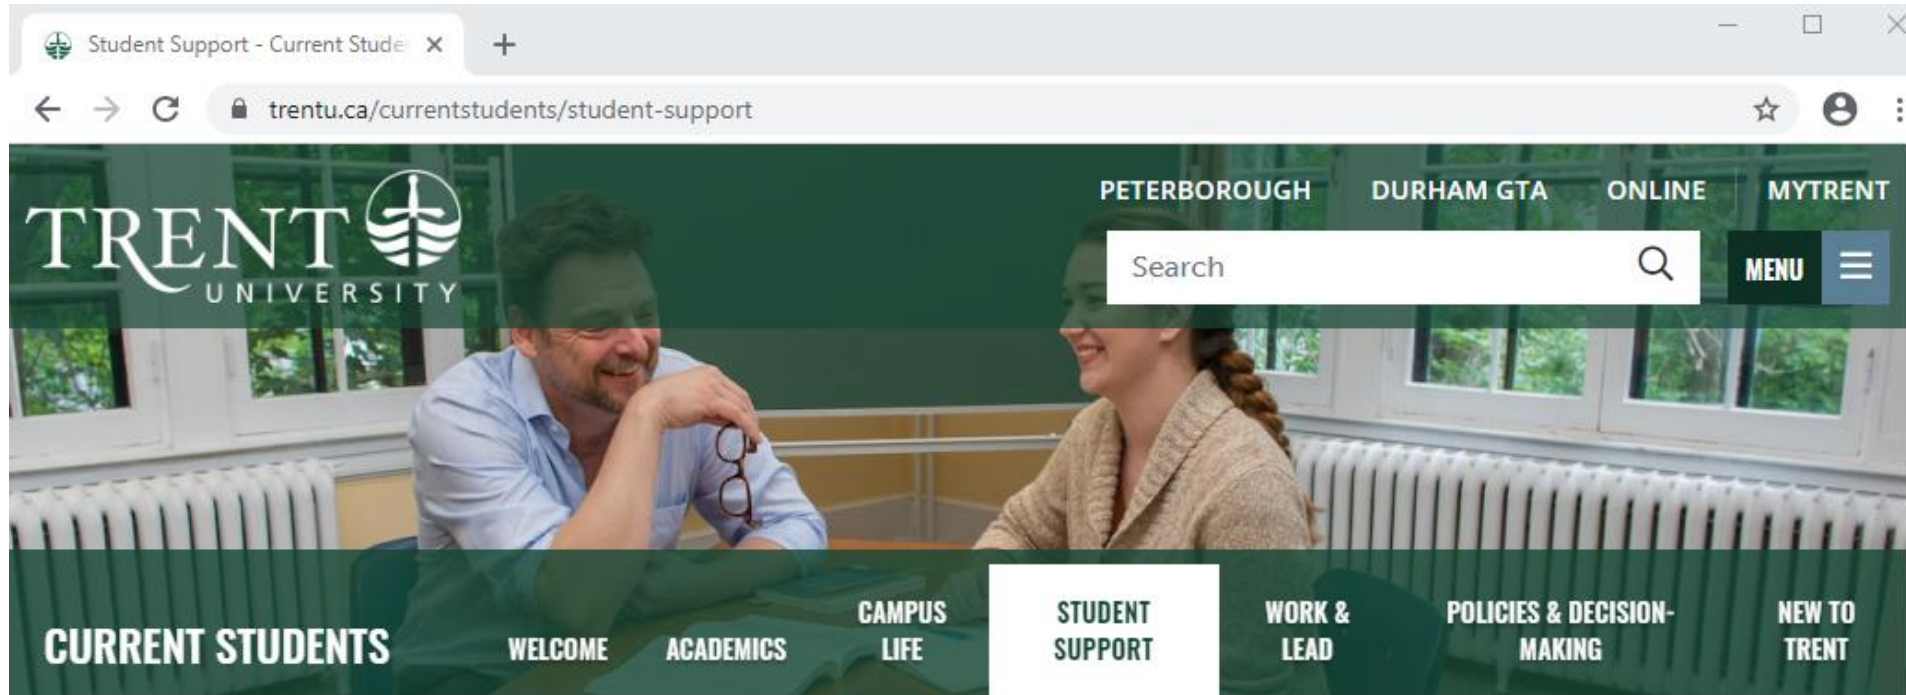 Student Support - Current Stude
trentu.ca/currentstudents/student-support
PETERBOROUGH DURHAM GTA ONLINE MYTRENT
TRENT
UNIVERSITY
Search
MENU
CURRENT STUDENTS
WELCOME
ACADEMICS
CAMPUS
LIFE
STUDENT
SUPPORT
WORK &
LEAD
POLICIES & DECISION-
MAKING
NEW TO
TRENT